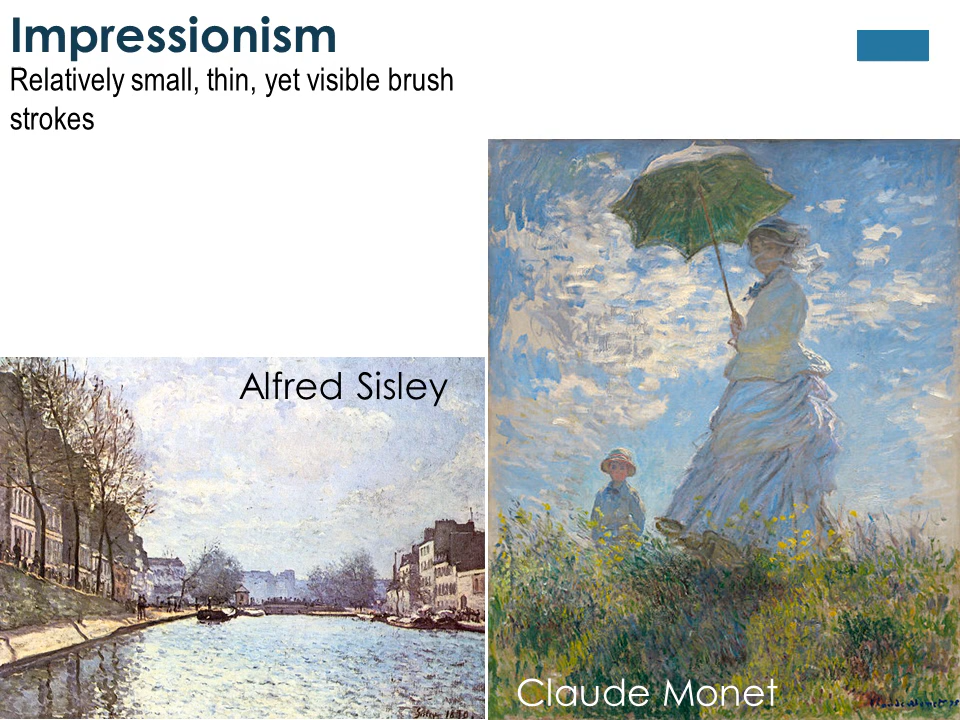 Impressionism
Relatively small, thin, yet visible brush
strokes
Alfred Sisley
Claude Monet